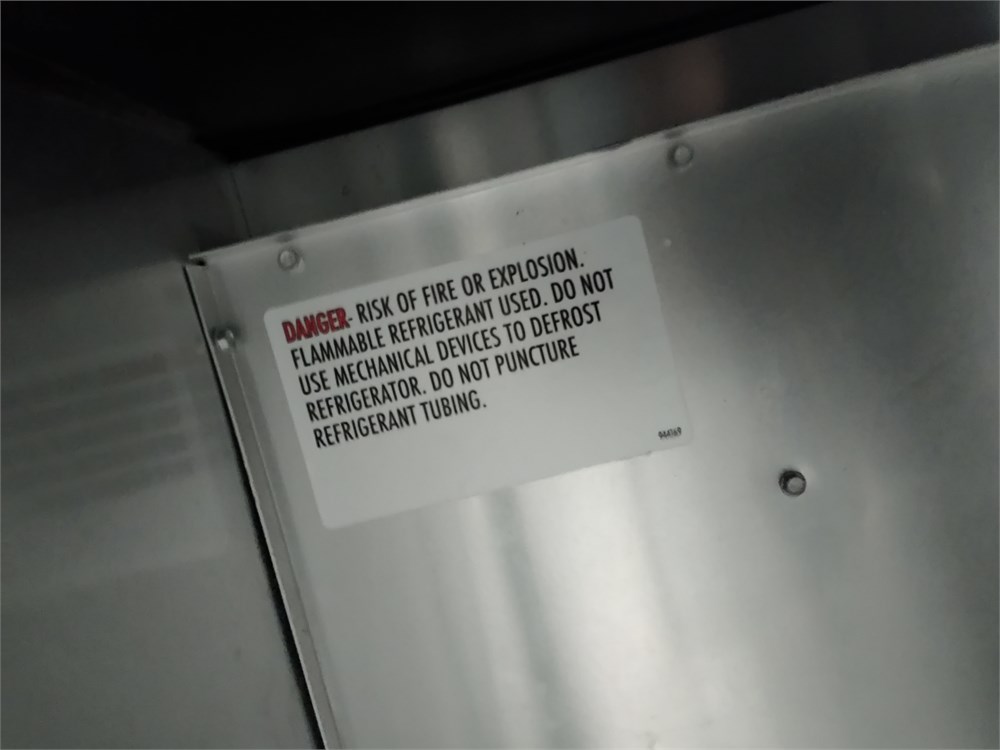 DANGER- RISK OF FIRE OR EXPLOSION.
FLAMMABLE REFRIGERANT USED. DO NOT
USE MECHANICAL DEVICES TO DEFROST
REFRIGERATOR. DO NOT PUNCTURE
REFRIGERANT TUBING.